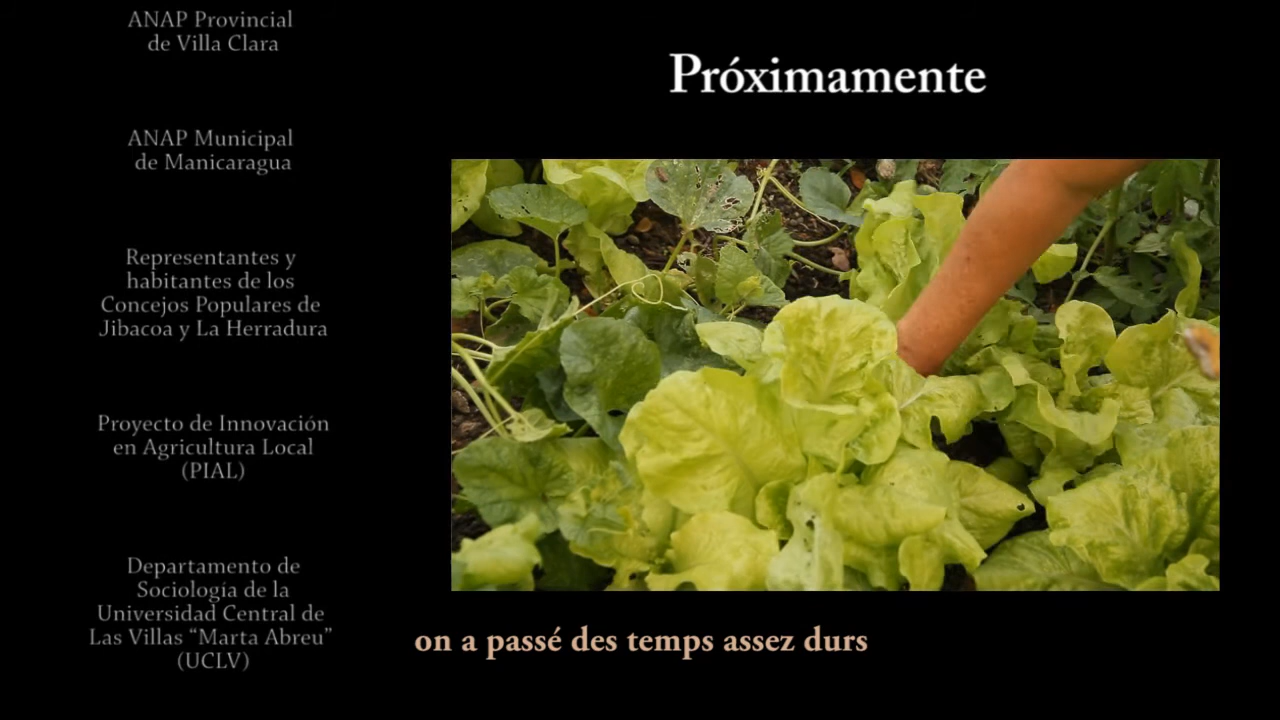 ANAP Provincial
de Villa Clara
ANAP Municipal
de Manicaragua
Representantes y
habitantes de los
Concejos Populares de
Jibacoa y La Herradura
Proyecto de Innovación
en Agricultura Local
(PIAL)
Departamento de
Sociología de la
Universidad Central de
Las Villas “Marta Abreu”
(UCLV)
Próximamente
on a passé des temps assez durs